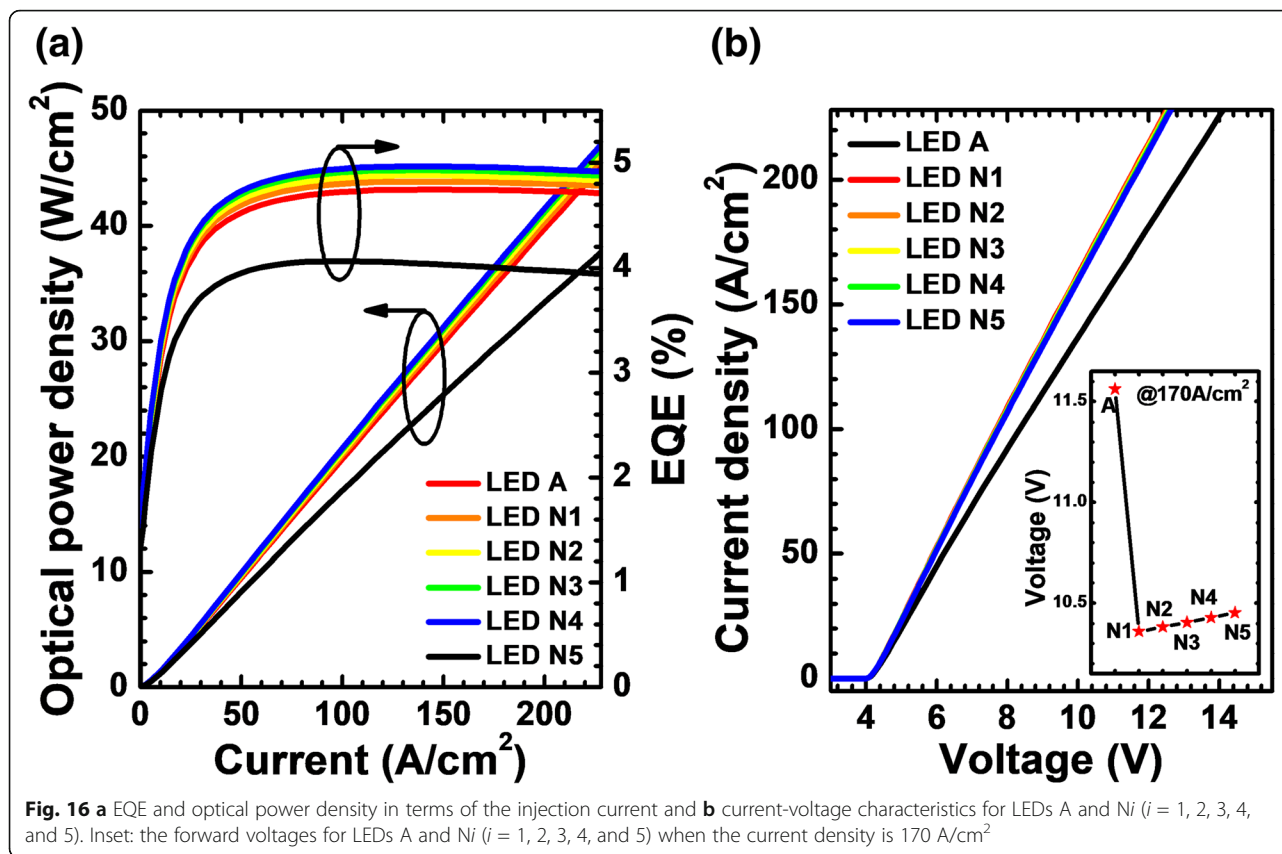 (a)
50
40
30
20
10
0
Optical power density (W/cm²)
0 50 100 150 200
Current (A/cm²)
5
4
3
2
1
0
EQE (%)
LED A
LED N1
LED N2
LED N3
LED N4
LED N5
(b)
200
150
100
50
0
Current density (A/cm²)
4 6 8 10 12 14
Voltage (V)
LED A
LED N1
LED N2
LED N3
LED N4
LED N5
@170A/cm²
11.5
11.0
10.5
Voltage (V)
A
N1
N2
N3
N4
N5
Fig. 16 a EQE and optical power density in terms of the injection current and b current-voltage characteristics for LEDs A and Ni (i = 1, 2, 3, 4,
and 5). Inset: the forward voltages for LEDs A and Ni (i = 1, 2, 3, 4, and 5) when the current density is 170 A/cm²